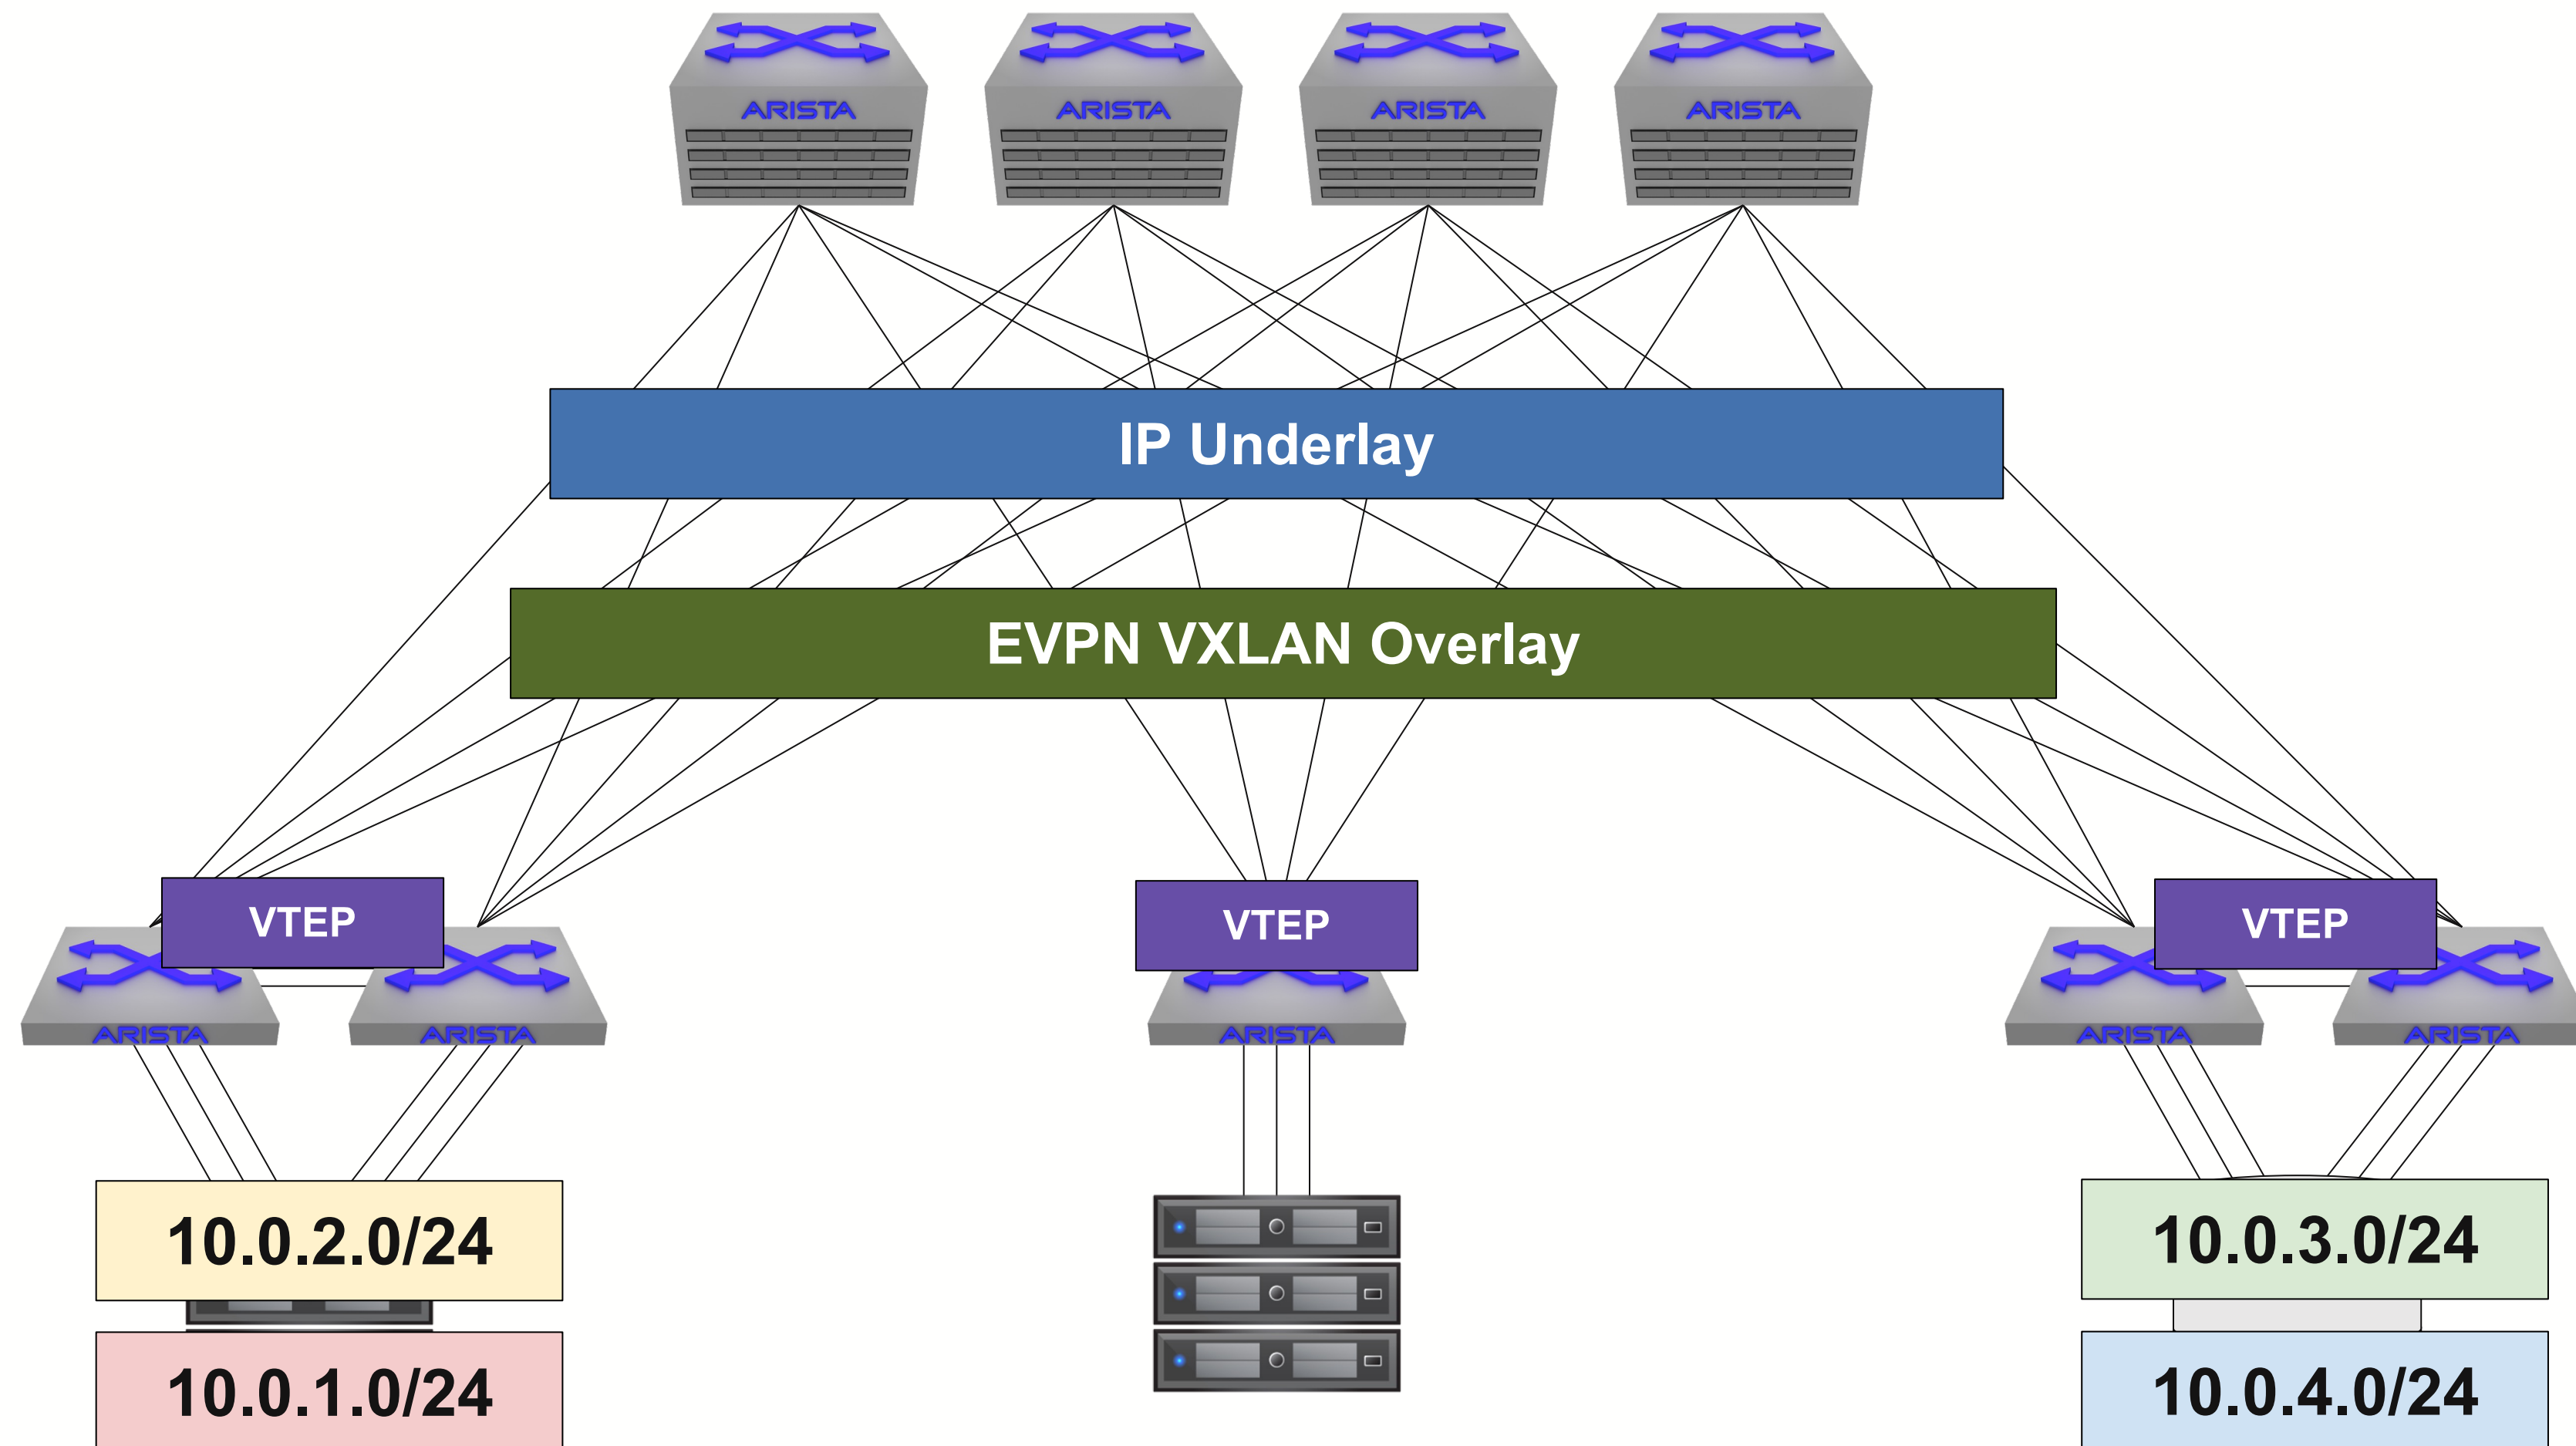 ARISTA
ARISTA
ARISTA
ARISTA
IP Underlay
EVPN VXLAN Overlay
VTEP
VTEP
VTEP
ARISTA
ARISTA
ARISTA
ARISTA
ARISTA
10.0.2.0/24
10.0.3.0/24
10.0.1.0/24
10.0.4.0/24